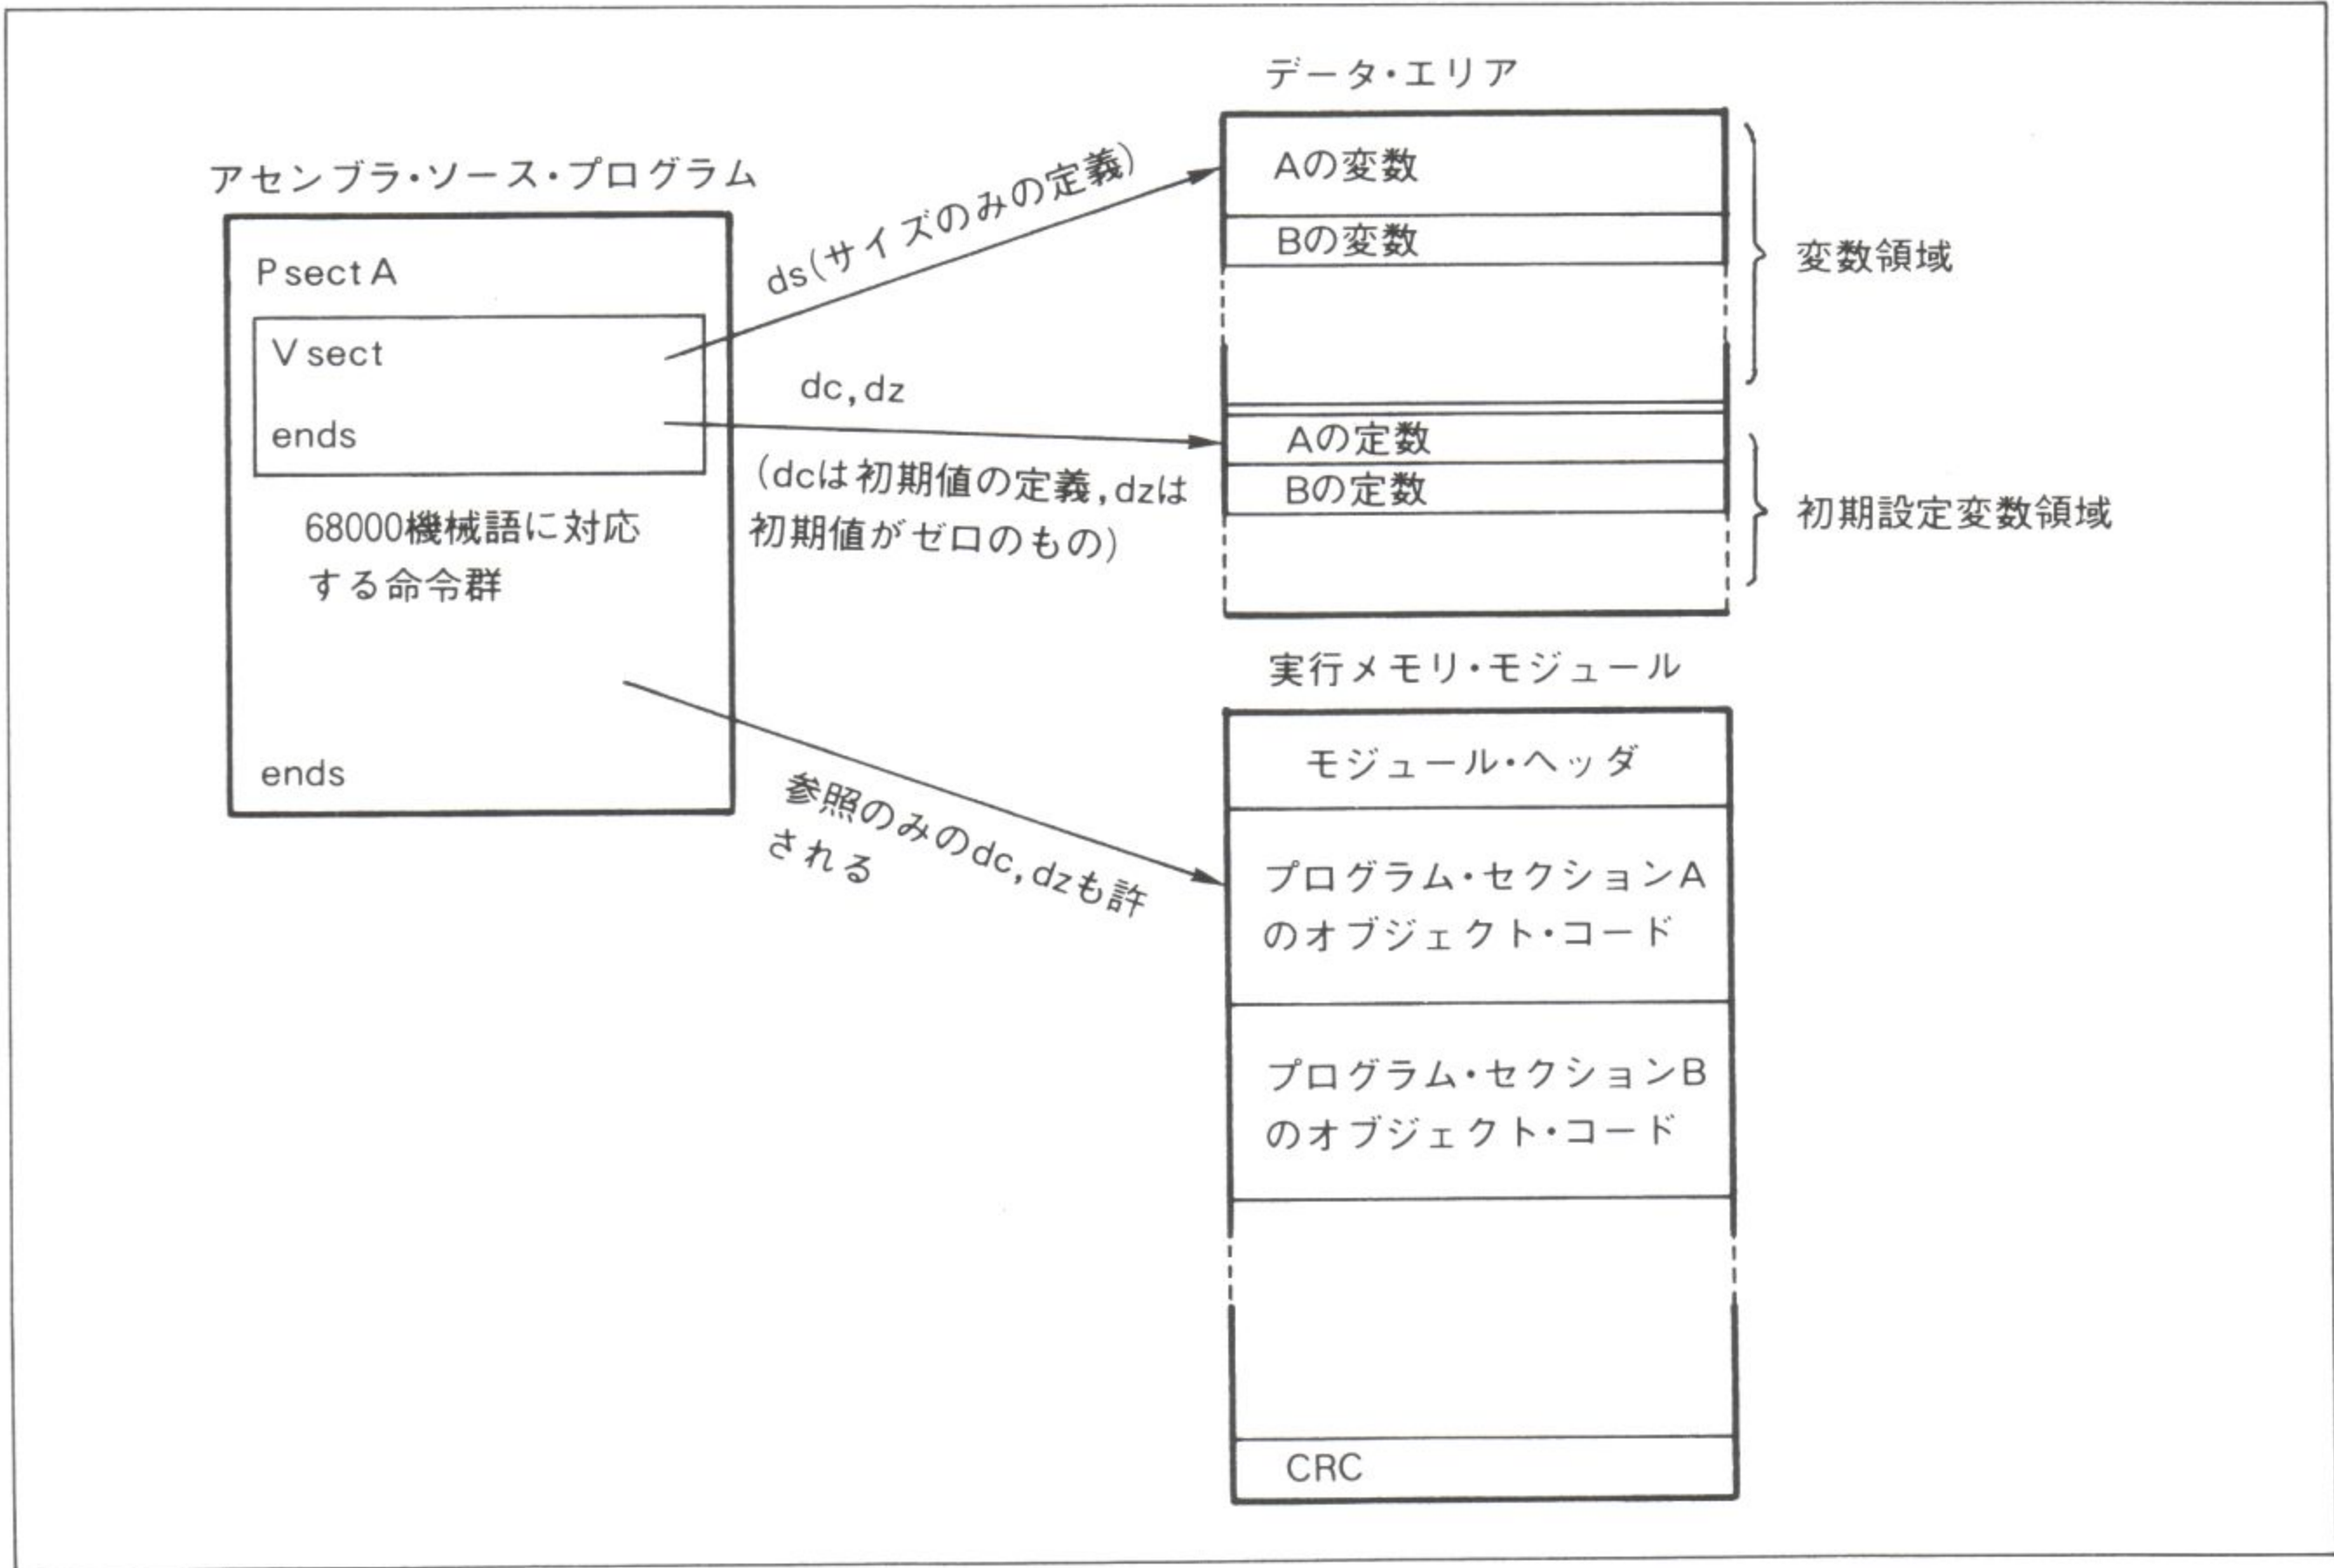 アセンブラ・ソース・プログラム
Psect A
Vsect
ends
68000機械語に対応
する命令群
ends
ds(サイズのみの定義)
dc,dz
(dcは初期値の定義,dzは
初期値がゼロのもの)
参照のみのdc,dzも許
される
データ・エリア
Aの変数
Bの変数
変数領域
Aの定数
Bの定数
初期設定変数領域
実行メモリ・モジュール
モジュール・ヘッダ
プログラム・セクションA
のオブジェクト・コード
プログラム・セクションB
のオブジェクト・コード
CRC